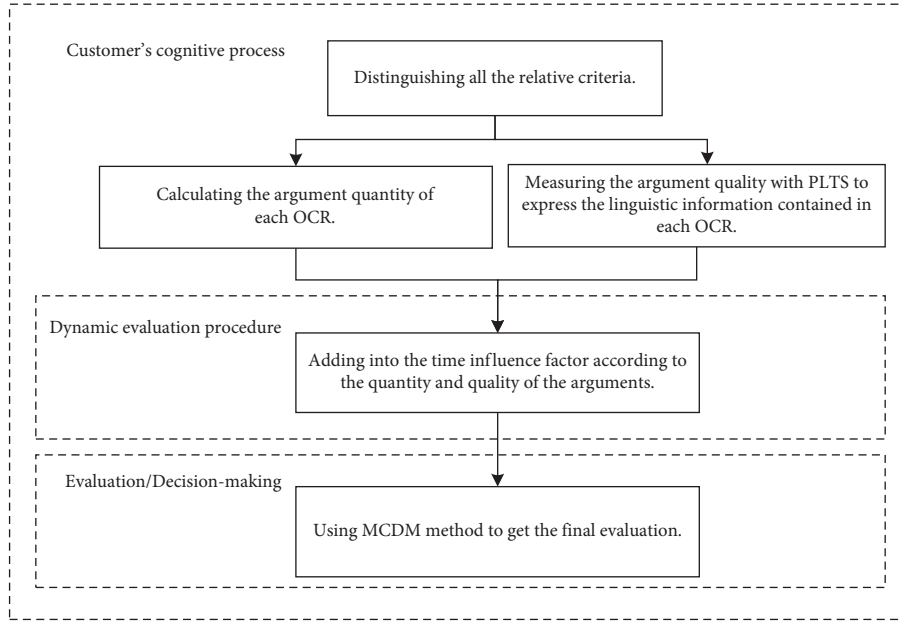 Customer's cognitive process
Distinguishing all the relative criteria.
Calculating the argument quantity of
each OCR.
Measuring the argument quality with PLTS to
express the linguistic information contained in
each OCR.
Dynamic evaluation procedure
Adding into the time influence factor according to
the quantity and quality of the arguments.
Evaluation/Decision-making
Using MCDM method to get the final evaluation.